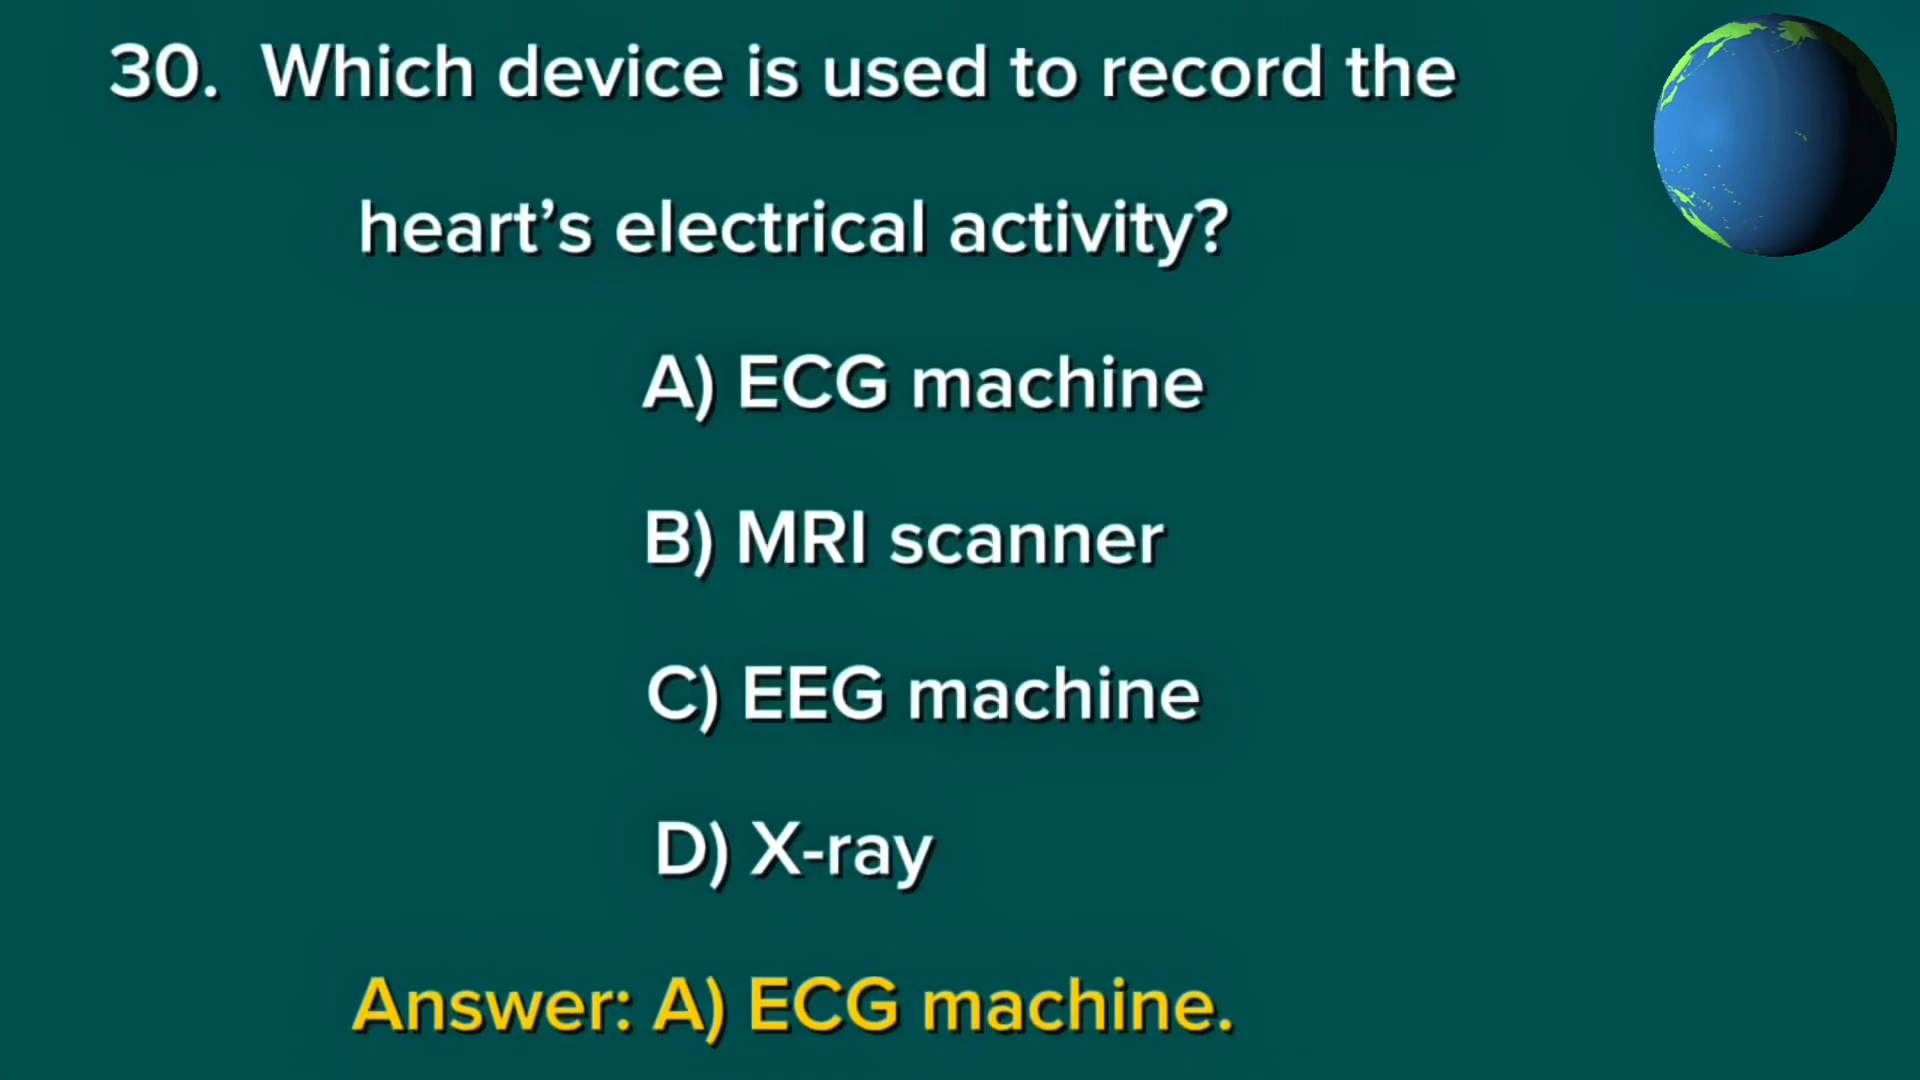 30. Which device is used to record the
heart’s electrical activity?
A) ECG machine
B) MRI scanner
C) EEG machine
D) X-ray
Answer: A) ECG machine.